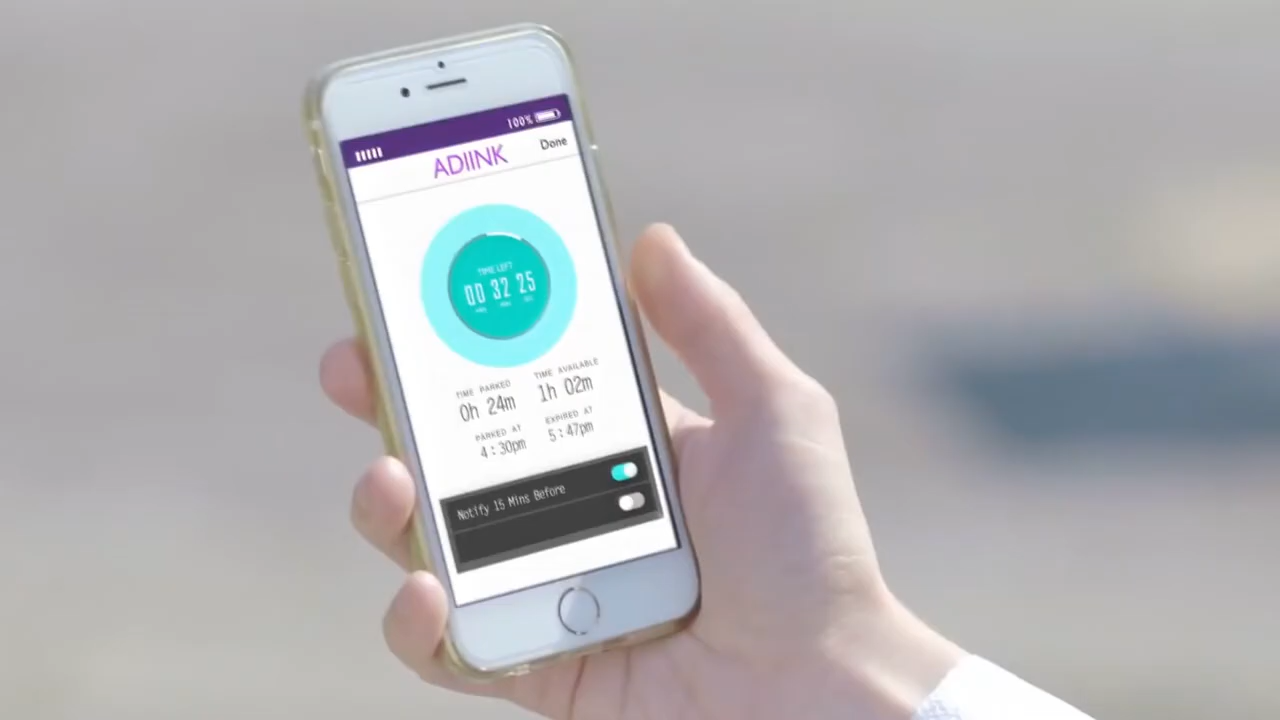 100%
ADIINK
Done
TIME LEFT
00 32 25
TIME PARKED
0h 24m
TIME AVAILABLE
1h 02m
PARKED AT
4:30pm
EXPIRED AT
5:47pm
Notify 15 Mins Before